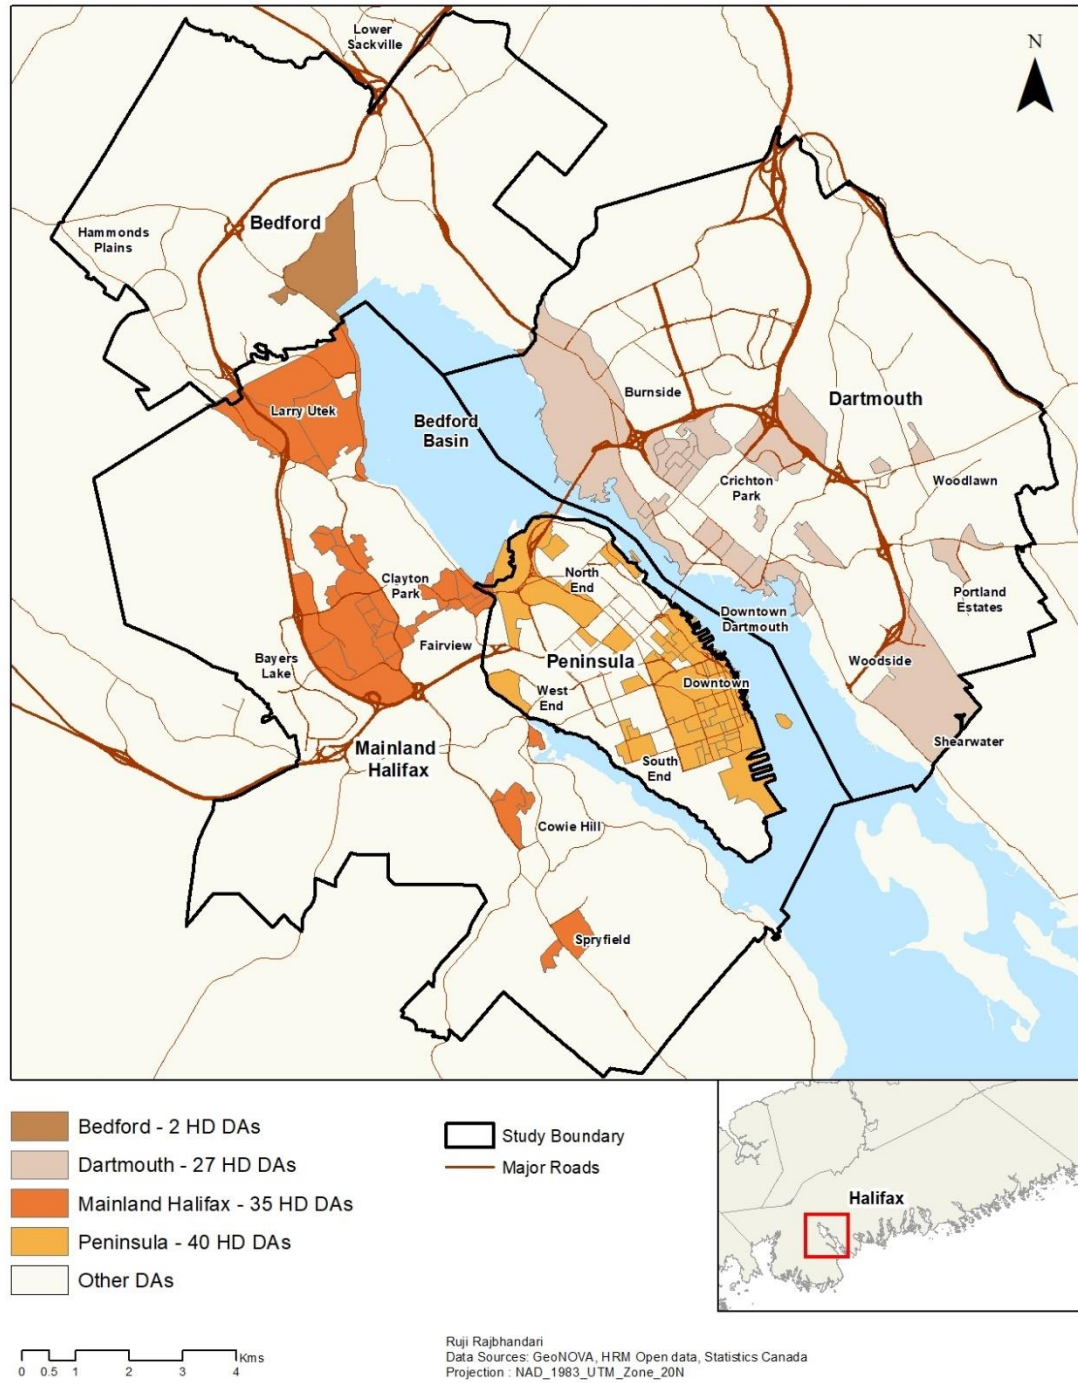 Lower
Sackville
N
Bedford
Hammonds
Plains
Burnside
Dartmouth
Larry Utek
Bedford
Basin
Crichton
Park
Woodlawn
Clayton
Park
North
End
Portland
Estates
Downtown
Dartmouth
Fairview
Peninsula
Woodside
Bayers
Lake
West
End
Downtown
Mainland
Halifax
South
End
Shearwater
Cowie Hill
Spryfield
Bedford - 2 HD DAs
Dartmouth - 27 HD DAs
Mainland Halifax - 35 HD DAs
Peninsula - 40 HD DAs
Other DAs
Study Boundary
Major Roads
Halifax
0 0.5 1 2 3 4 Kms
Ruji Rajbhandari
Data Sources: GeoNOVA, HRM Open data, Statistics Canada
Projection : NAD_1983_UTM_Zone_20N